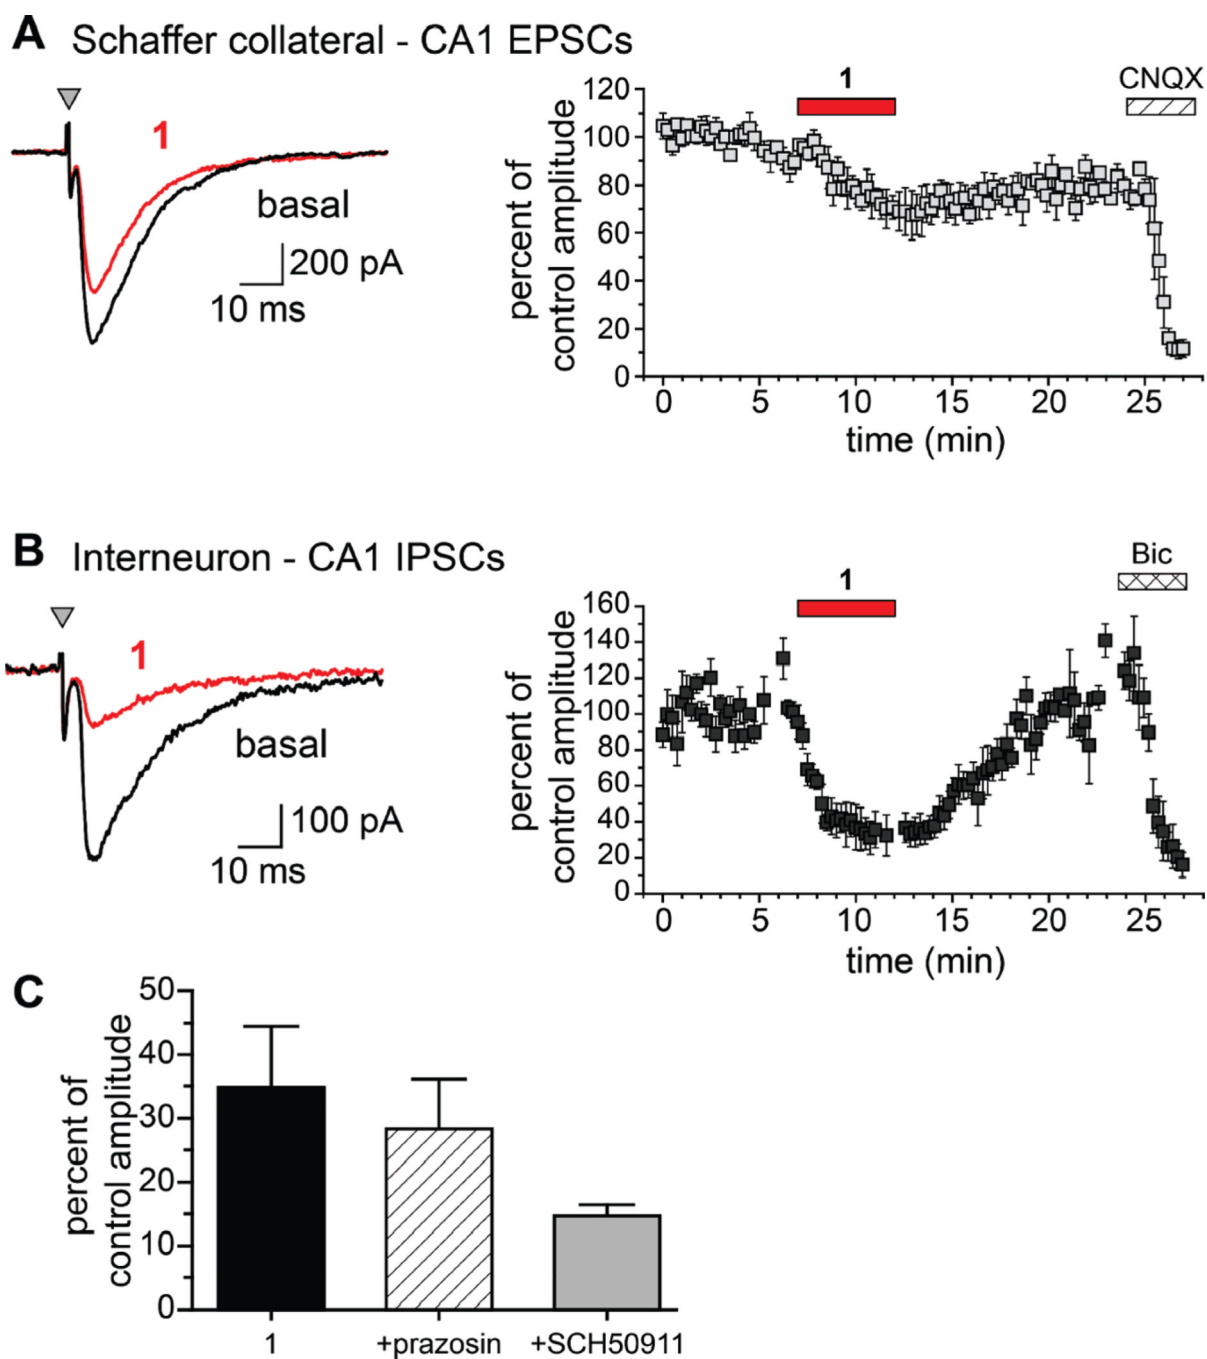 A Schaffer collateral - CA1 EPSCs
1
basal
200 pA
10 ms
1
CNQX
percent of
control amplitude
120
100
80
60
40
20
0
0 5 10 15 20 25
time (min)
B Interneuron - CA1 IPSCs
1
basal
100 pA
10 ms
1
Bic
percent of
control amplitude
160
140
120
100
80
60
40
20
0
0 5 10 15 20 25
time (min)
C
percent of
control amplitude
50
40
30
20
10
0
1 +prazosin +SCH50911